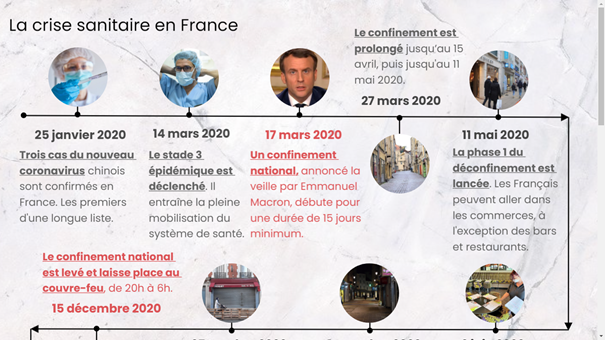 La crise sanitaire en France
Le confinement est
prolongé jusqu'au 15
avril, puis jusqu'au 11
mai 2020.
27 mars 2020
25 janvier 2020
Trois cas du nouveau
coronavirus chinois
sont confirmés en
France. Les premiers
d'une longue liste.
14 mars 2020
Le stade 3
épidémique est
déclenché. Il
entraîne la pleine
mobilisation du
système de santé.
17 mars 2020
Un confinement
national, annoncé la
veille par Emmanuel
Macron, débute pour
une durée de 15 jours
minimum.
11 mai 2020
La phase 1 du
déconfinement est
lancée. Les Français
peuvent aller dans
les commerces, à
l'exception des bars
et restaurants.
Le confinement national
est levé et laisse place au
couvre-feu, de 20h à 6h.
15 décembre 2020